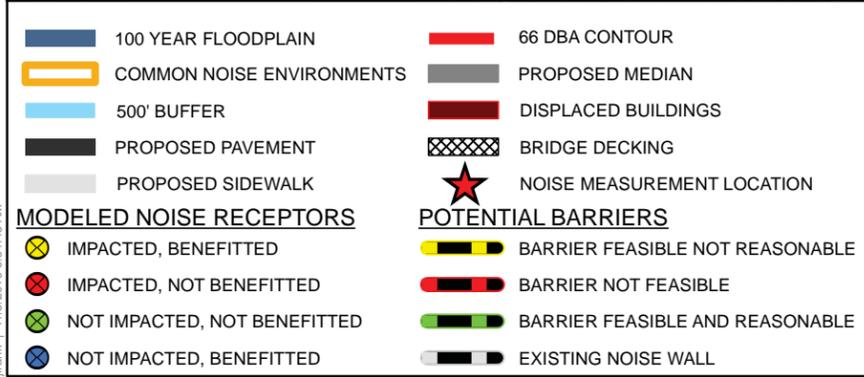 100 YEAR FLOODPLAIN
COMMON NOISE ENVIRONMENTS
500' BUFFER
PROPOSED PAVEMENT
PROPOSED SIDEWALK
66 DBA CONTOUR
PROPOSED MEDIAN
DISPLACED BUILDINGS
BRIDGE DECKING
NOISE MEASUREMENT LOCATION
MODELED NOISE RECEPTORS
IMPACTED, BENEFITTED
IMPACTED, NOT BENEFITTED
NOT IMPACTED, NOT BENEFITTED
NOT IMPACTED, BENEFITTED
POTENTIAL BARRIERS
BARRIER FEASIBLE NOT REASONABLE
BARRIER NOT FEASIBLE
BARRIER FEASIBLE AND REASONABLE
EXISTING NOISE WALL